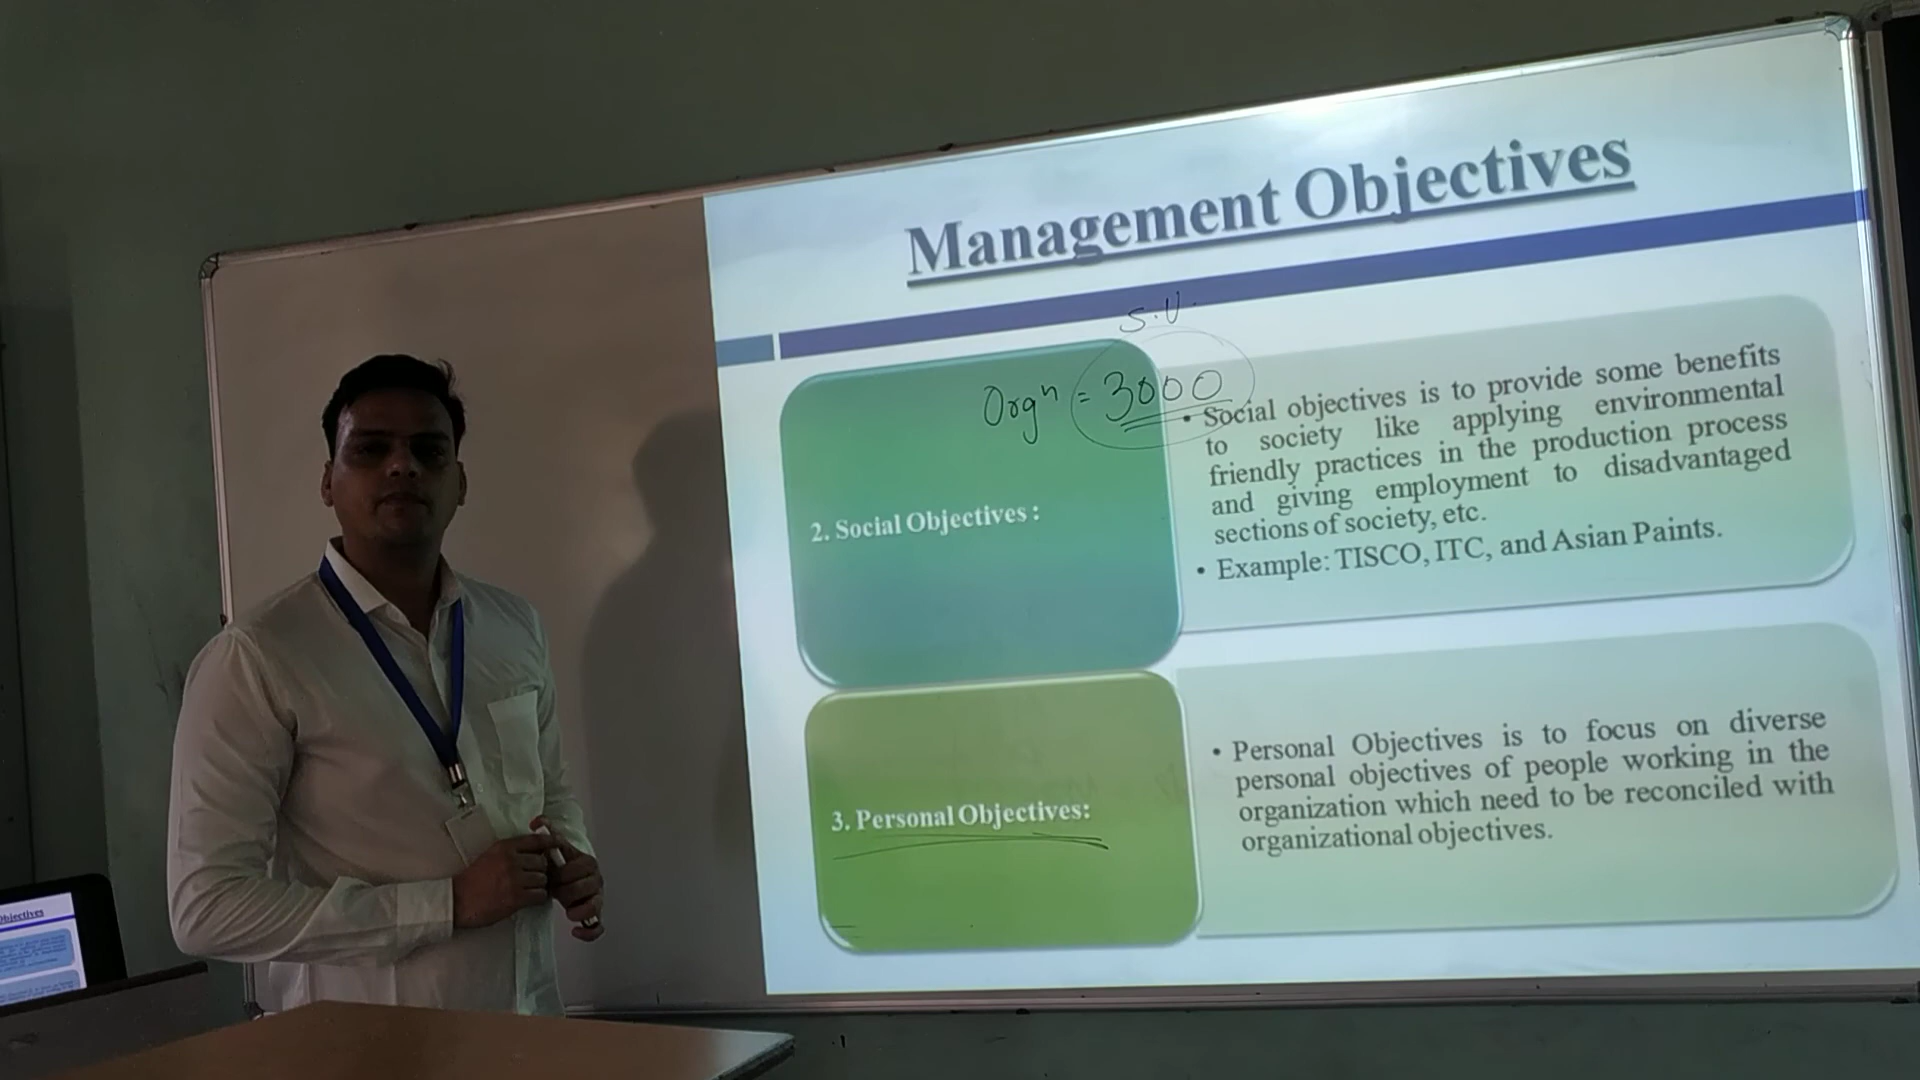 Management Objectives
S.U.
Orgⁿ = 3000
2. Social Objectives :
• Social objectives is to provide some benefits
to society like applying environmental
friendly practices in the production process
and giving employment to disadvantaged
sections of society, etc.
• Example: TISCO, ITC, and Asian Paints.
3. Personal Objectives:
• Personal Objectives is to focus on diverse
personal objectives of people working in the
organization which need to be reconciled with
organizational objectives.
Objectives